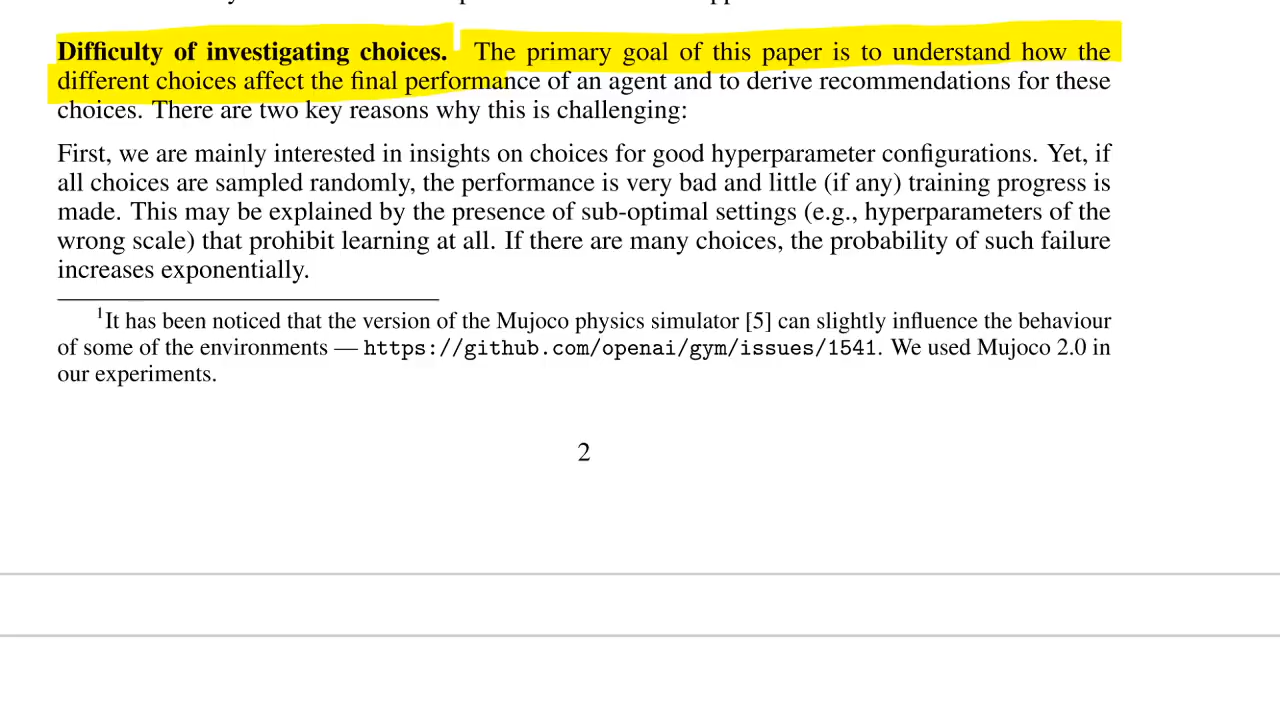 Difficulty of investigating choices. The primary goal of this paper is to understand how the
different choices affect the final performance of an agent and to derive recommendations for these
choices. There are two key reasons why this is challenging:
First, we are mainly interested in insights on choices for good hyperparameter configurations. Yet, if
all choices are sampled randomly, the performance is very bad and little (if any) training progress is
made. This may be explained by the presence of sub-optimal settings (e.g., hyperparameters of the
wrong scale) that prohibit learning at all. If there are many choices, the probability of such failure
increases exponentially.
1It has been noticed that the version of the Mujoco physics simulator [5] can slightly influence the behaviour
of some of the environments — https://github.com/openai/gym/issues/1541. We used Mujoco 2.0 in
our experiments.
2